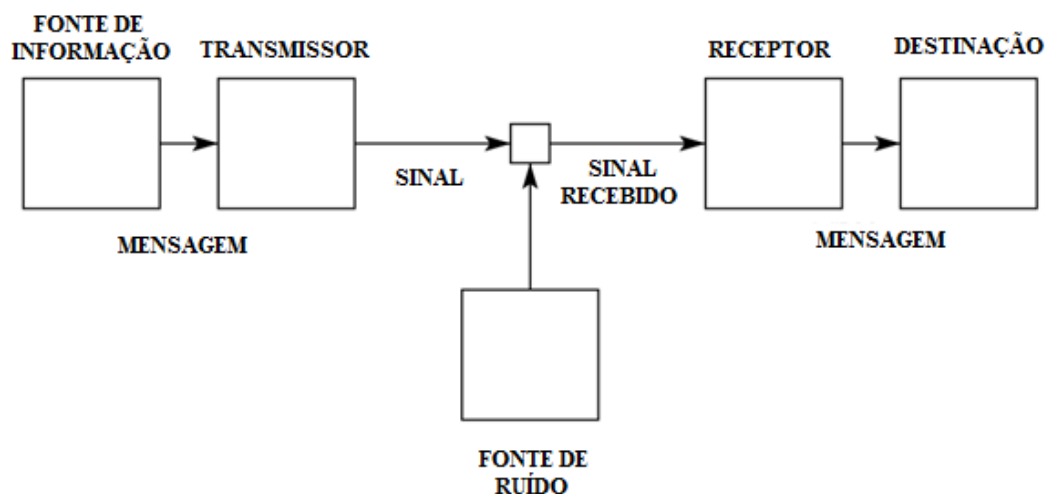 FONTE DE
INFORMAÇÃO
TRANSMISSOR
RECEPTOR
DESTINAÇÃO
SINAL
SINAL
RECEBIDO
MENSAGEM
MENSAGEM
FONTE DE
RUÍDO